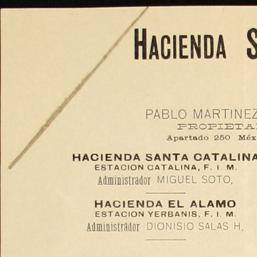 HACIENDA S
PABLO MARTINEZ
PROPIETA
Apartado 250 Méx
HACIENDA SANTA CATALINA
ESTACION CATALINA, F. I. M.
Administrador MIGUEL SOTO,
HACIENDA EL ALAMO
ESTACION YERBANIS, F. I. M.
Administrador DIONISIO SALAS H,